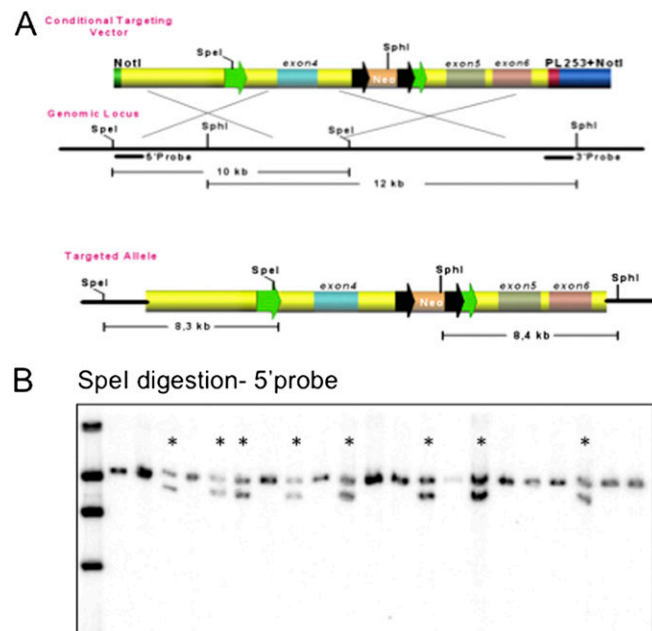 A
Conditional Targeting
Vector
NotI
SpeI
exon4
SphI
Neo
exon5
exon6
PL253+NotI
Genomic Locus
SpeI
SphI
SpeI
SphI
5'Probe
3'Probe
10 kb
12 kb
Targeted Allele
SpeI
SpeI
exon4
SphI
Neo
exon5
exon6
SphI
8,3 kb
8,4 kb
B
SpeI digestion- 5'probe
* * * * * * * *